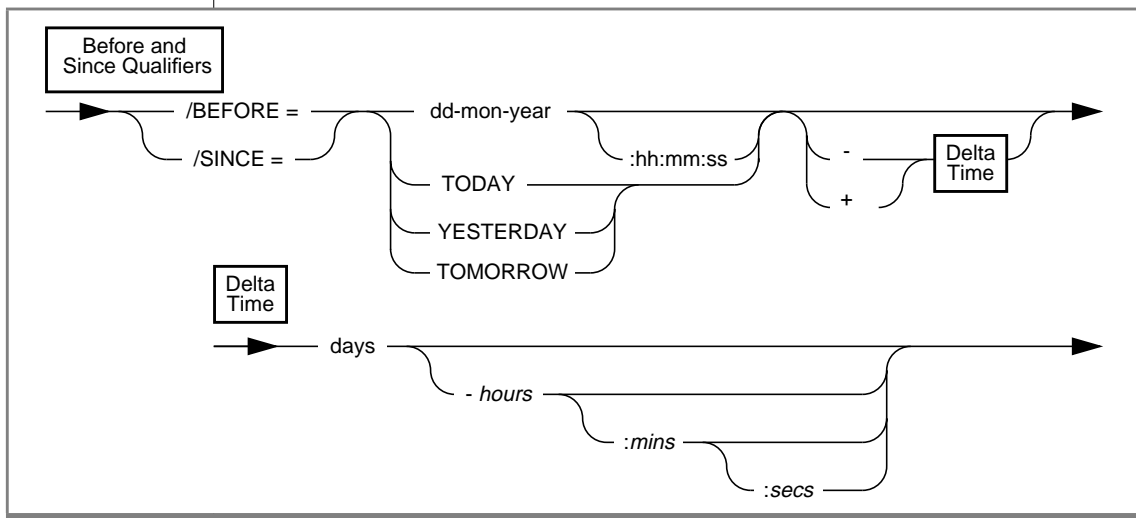 Before and
Since Qualifiers
/BEFORE =
dd-mon-year
/SINCE =
:hh:mm:ss
-
Delta
Time
TODAY
+
YESTERDAY
TOMORROW
Delta
Time
days
- hours
:mins
:secs